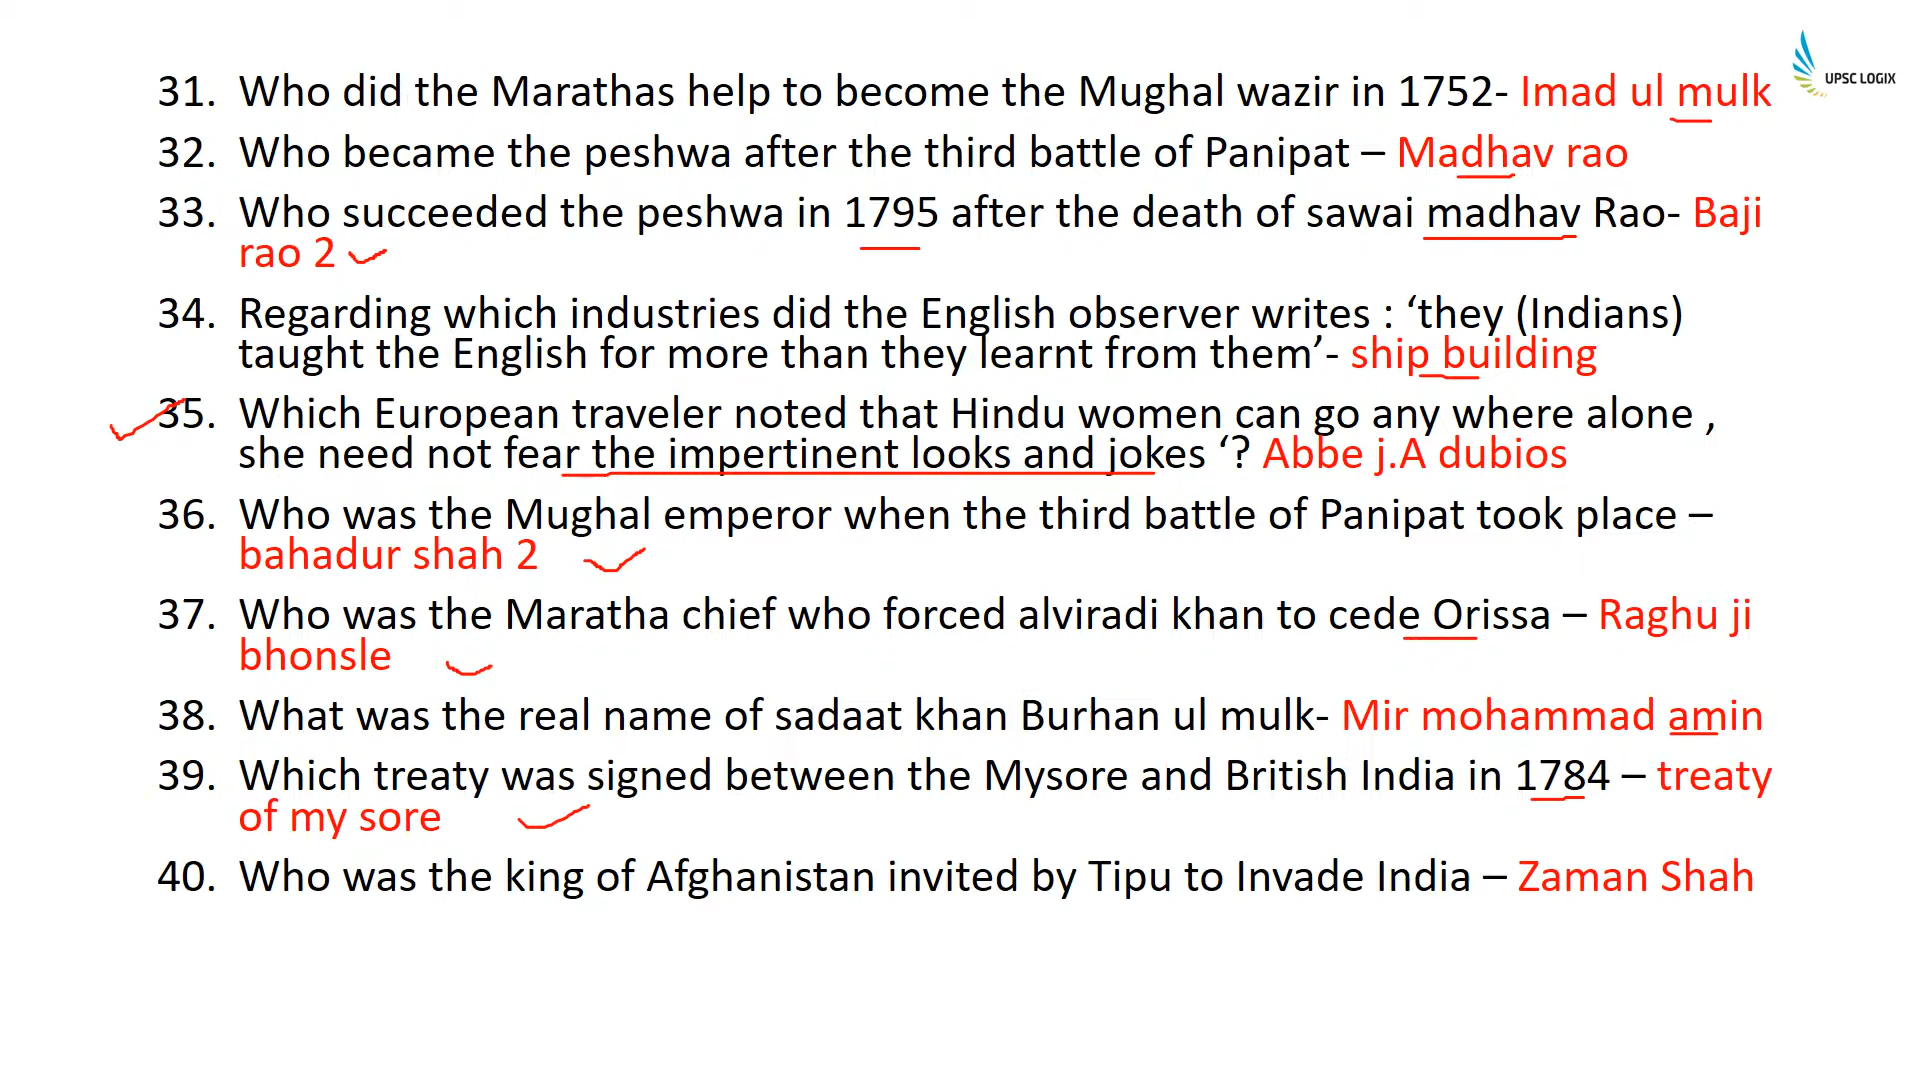 UPSC LOGIX
31. Who did the Marathas help to become the Mughal wazir in 1752- Imad ul mulk
32. Who became the peshwa after the third battle of Panipat – Madhav rao
33. Who succeeded the peshwa in 1795 after the death of sawai madhav Rao- Baji
rao 2
34. Regarding which industries did the English observer writes : ‘they (Indians)
taught the English for more than they learnt from them’- ship building
35. Which European traveler noted that Hindu women can go any where alone ,
she need not fear the impertinent looks and jokes ‘? Abbe j.A dubios
36. Who was the Mughal emperor when the third battle of Panipat took place –
bahadur shah 2
37. Who was the Maratha chief who forced alviradi khan to cede Orissa – Raghu ji
bhonsle
38. What was the real name of sadaat khan Burhan ul mulk- Mir mohammad amin
39. Which treaty was signed between the Mysore and British India in 1784 – treaty
of my sore
40. Who was the king of Afghanistan invited by Tipu to Invade India – Zaman Shah